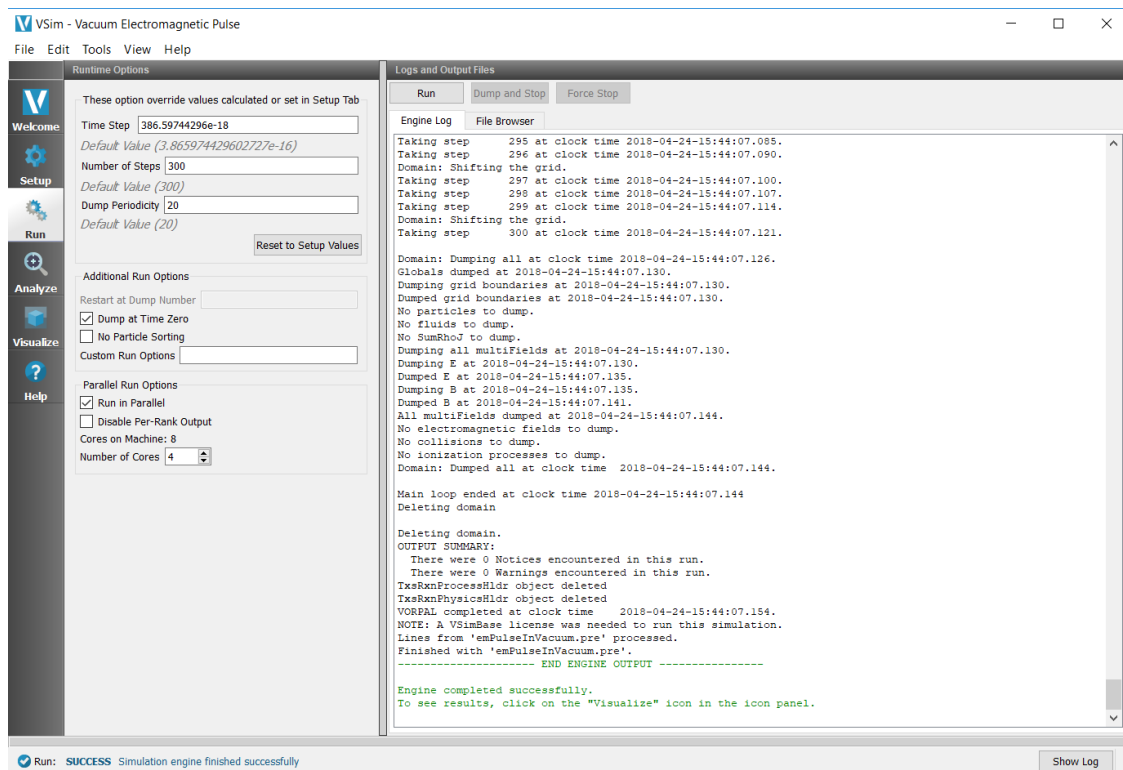 VSim - Vacuum Electromagnetic Pulse
File Edit Tools View Help
Runtime Options
Logs and Output Files
Welcome
Setup
Run
Analyze
Visualize
Help
These option override values calculated or set in Setup Tab
Time Step 386.59744296e-18
Default Value (3.865974429602727e-16)
Number of Steps 300
Default Value (300)
Dump Periodicity 20
Default Value (20)
Reset to Setup Values
Additional Run Options
Restart at Dump Number
Dump at Time Zero
No Particle Sorting
Custom Run Options
Parallel Run Options
Run in Parallel
Disable Per-Rank Output
Cores on Machine: 8
Number of Cores 4
Run Dump and Stop Force Stop
Engine Log File Browser
Taking step 295 at clock time 2018-04-24-15:44:07.085.
Taking step 296 at clock time 2018-04-24-15:44:07.090.
Domain: Shifting the grid.
Taking step 297 at clock time 2018-04-24-15:44:07.100.
Taking step 298 at clock time 2018-04-24-15:44:07.107.
Taking step 299 at clock time 2018-04-24-15:44:07.114.
Domain: Shifting the grid.
Taking step 300 at clock time 2018-04-24-15:44:07.121.
Domain: Dumping all at clock time 2018-04-24-15:44:07.126.
Globals dumped at 2018-04-24-15:44:07.130.
Dumping grid boundaries at 2018-04-24-15:44:07.130.
Dumped grid boundaries at 2018-04-24-15:44:07.130.
No particles to dump.
No fluids to dump.
No SumRhoJ to dump.
Dumping all multiFields at 2018-04-24-15:44:07.130.
Dumping E at 2018-04-24-15:44:07.130.
Dumped E at 2018-04-24-15:44:07.135.
Dumping B at 2018-04-24-15:44:07.135.
Dumped B at 2018-04-24-15:44:07.141.
All multiFields dumped at 2018-04-24-15:44:07.144.
No electromagnetic fields to dump.
No collisions to dump.
No ionization processes to dump.
Domain: Dumped all at clock time 2018-04-24-15:44:07.144.
Main loop ended at clock time 2018-04-24-15:44:07.144
Deleting domain
Deleting domain.
OUTPUT SUMMARY:
There were 0 Notices encountered in this run.
There were 0 Warnings encountered in this run.
TxsRxnProcessHldr object deleted
TxsRxnPhysicsHldr object deleted
VORPAL completed at clock time 2018-04-24-15:44:07.154.
NOTE: A VSimBase license was needed to run this simulation.
Lines from 'emPulseInVacuum.pre' processed.
Finished with 'emPulseInVacuum.pre'.
--------------------- END ENGINE OUTPUT ----------------
Engine completed successfully.
To see results, click on the "Visualize" icon in the icon panel.
Run: SUCCESS Simulation engine finished successfully
Show Log